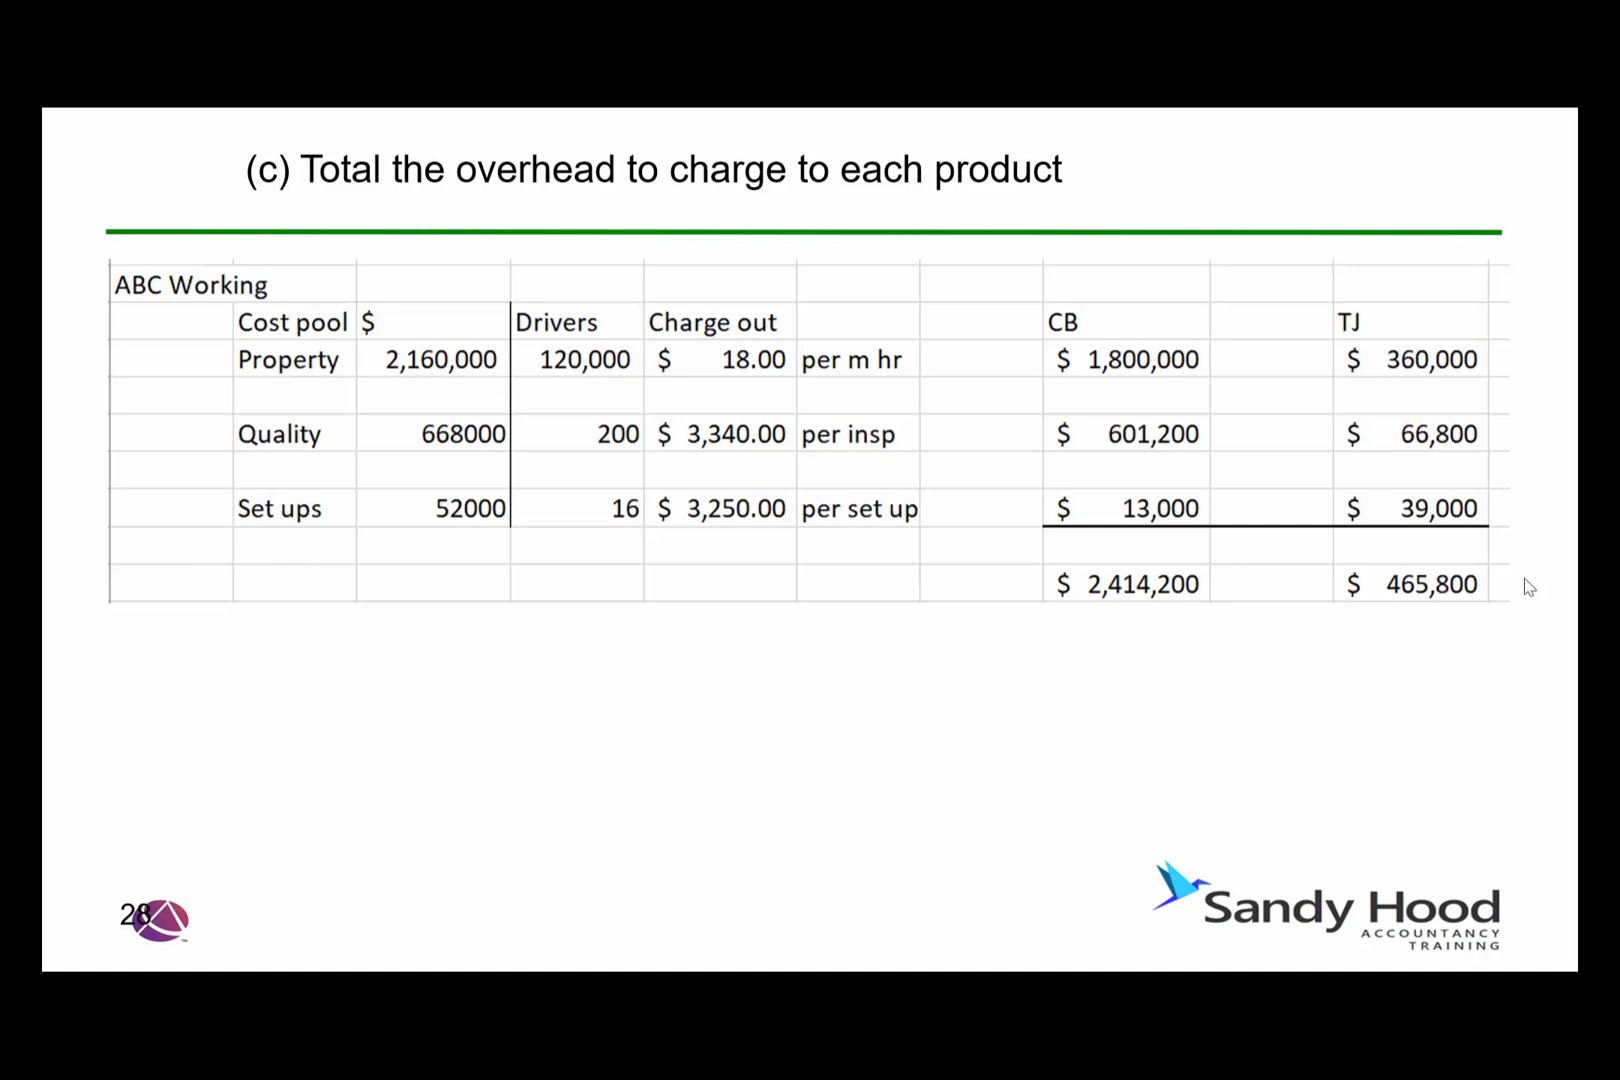 (c) Total the overhead to charge to each product
ABC Working
Cost pool $ Drivers Charge out CB TJ
Property 2,160,000 120,000 $ 18.00 per m hr $ 1,800,000 $ 360,000
Quality 668000 200 $ 3,340.00 per insp $ 601,200 $ 66,800
Set ups 52000 16 $ 3,250.00 per set up $ 13,000 $ 39,000
$ 2,414,200 $ 465,800
28
™
Sandy Hood
ACCOUNTANCY
TRAINING